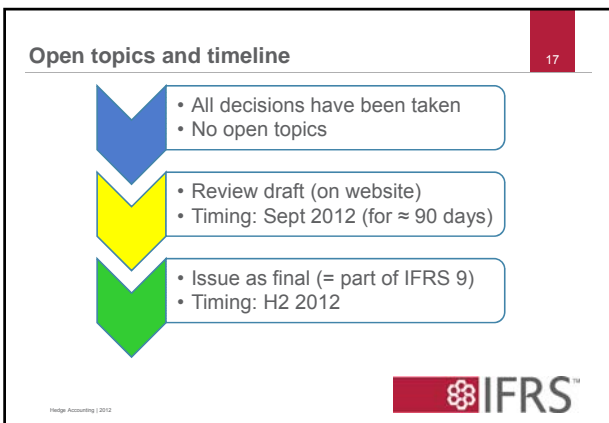 Open topics and timeline
17
• All decisions have been taken
• No open topics
• Review draft (on website)
• Timing: Sept 2012 (for ≈ 90 days)
• Issue as final (= part of IFRS 9)
• Timing: H2 2012
Hedge Accounting | 2012
IFRS™